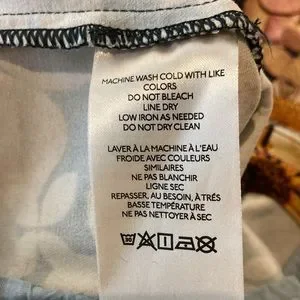 MACHINE WASH COLD WITH LIKE
COLORS
DO NOT BLEACH
LINE DRY
LOW IRON AS NEEDED
DO NOT DRY CLEAN
LAVER À LA MACHINE À L'EAU
FROIDE AVEC COULEURS
SIMILAIRES
NE PAS BLANCHIR
LIGNE SEC
REPASSER, AU BESOIN, À TRÉS
BASSE TEMPÉRATURE
NE PAS NETTOYER À SEC